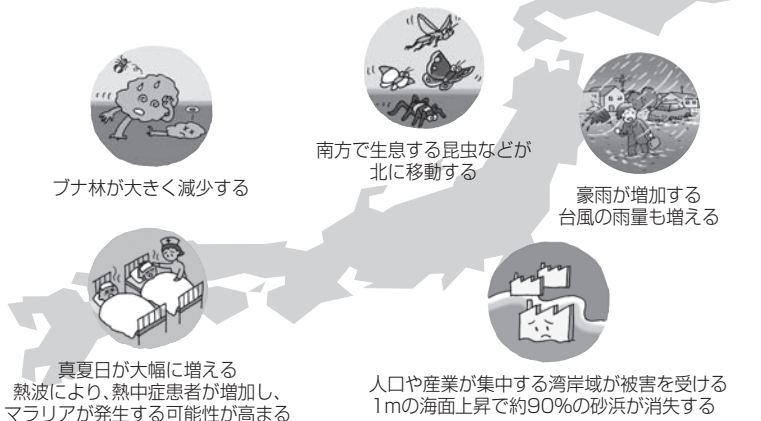 ブナ林が大きく減少する
南方で生息する昆虫などが
北に移動する
豪雨が増加する
台風の雨量も増える
真夏日が大幅に増える
熱波により、熱中症患者が増加し、
マラリアが発生する可能性が高まる
人口や産業が集中する湾岸域が被害を受ける
1mの海面上昇で約90%の砂浜が消失する